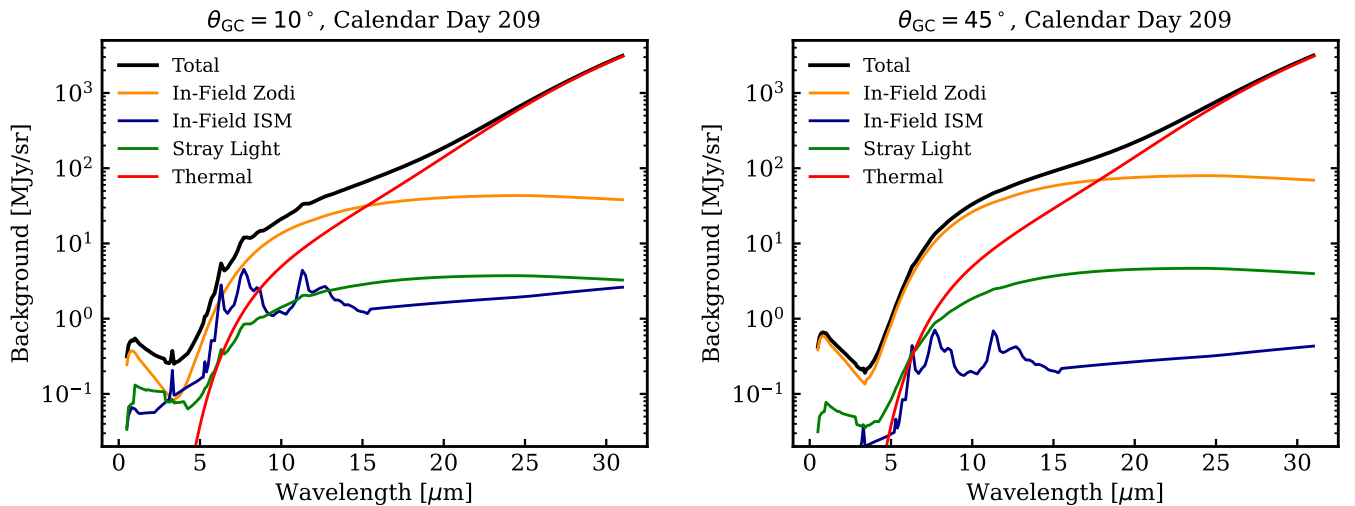 θ_GC = 10°, Calendar Day 209
Background [MJy/sr]
10³
10²
10¹
10⁰
10⁻¹
Total
In-Field Zodi
In-Field ISM
Stray Light
Thermal
0 5 10 15 20 25 30
Wavelength [μm]
θ_GC = 45°, Calendar Day 209
Background [MJy/sr]
10³
10²
10¹
10⁰
10⁻¹
Total
In-Field Zodi
In-Field ISM
Stray Light
Thermal
0 5 10 15 20 25 30
Wavelength [μm]